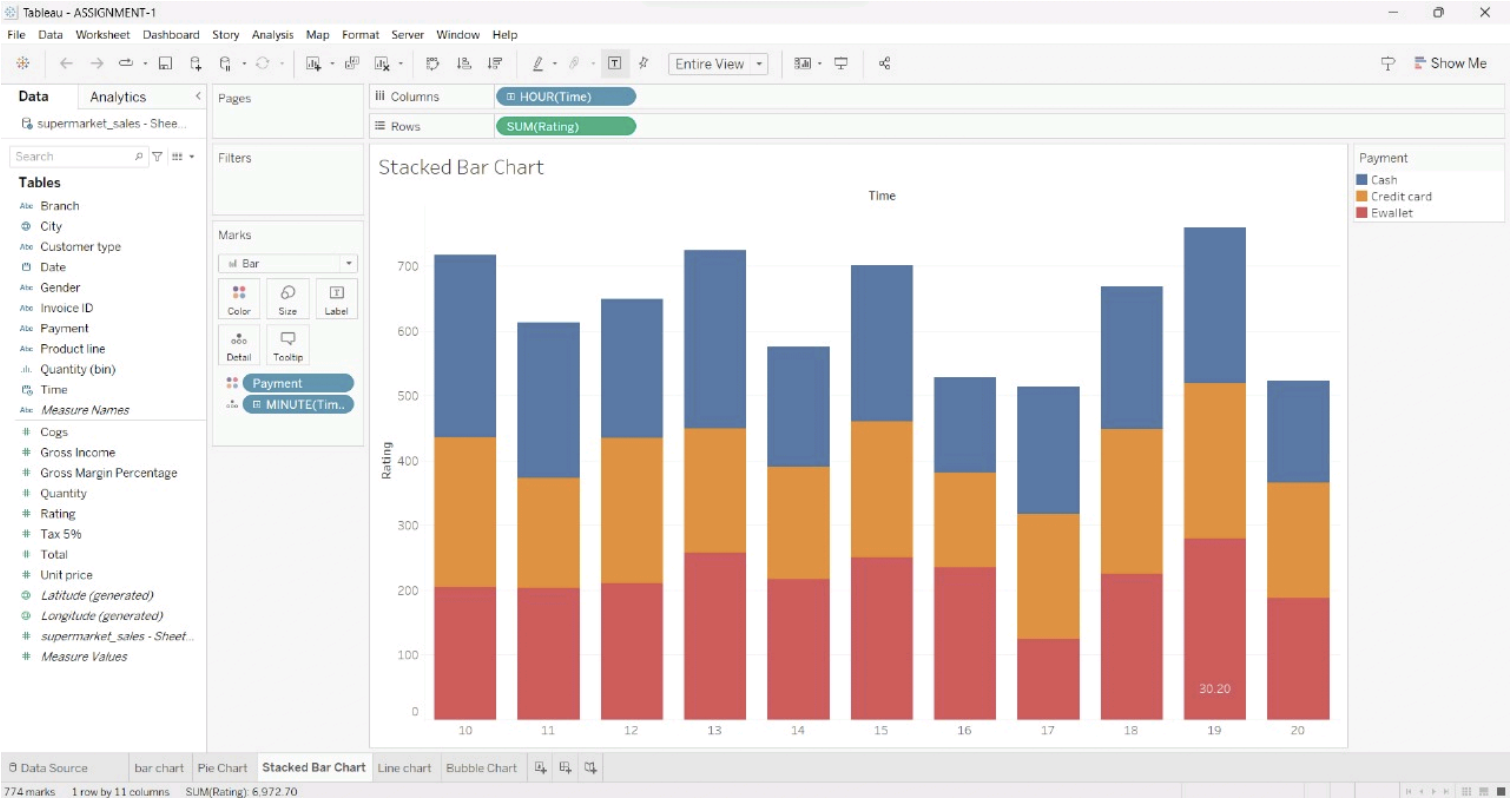 Tableau - ASSIGNMENT-1
File Data Worksheet Dashboard Story Analysis Map Format Server Window Help
Entire View
Show Me
Data Analytics
supermarket_sales - Shee...
Search
Tables
Abc Branch
City
Abc Customer type
Date
Abc Gender
Abc Invoice ID
Abc Payment
Abc Product line
Quantity (bin)
Time
Abc Measure Names
# Cogs
# Gross Income
# Gross Margin Percentage
# Quantity
# Rating
# Tax 5%
# Total
# Unit price
Latitude (generated)
Longitude (generated)
# supermarket_sales - Sheet...
# Measure Values
Pages
Filters
Marks
Bar
Color Size Label
Detail Tooltip
Payment
MINUTE(Tim..
Columns HOUR(Time)
Rows SUM(Rating)
Stacked Bar Chart
Time
Rating
700
600
500
400
300
200
100
0
30.20
10 11 12 13 14 15 16 17 18 19 20
Payment
Cash
Credit card
Ewallet
Data Source bar chart Pie Chart Stacked Bar Chart Line chart Bubble Chart
774 marks 1 row by 11 columns SUM(Rating): 6,972.70